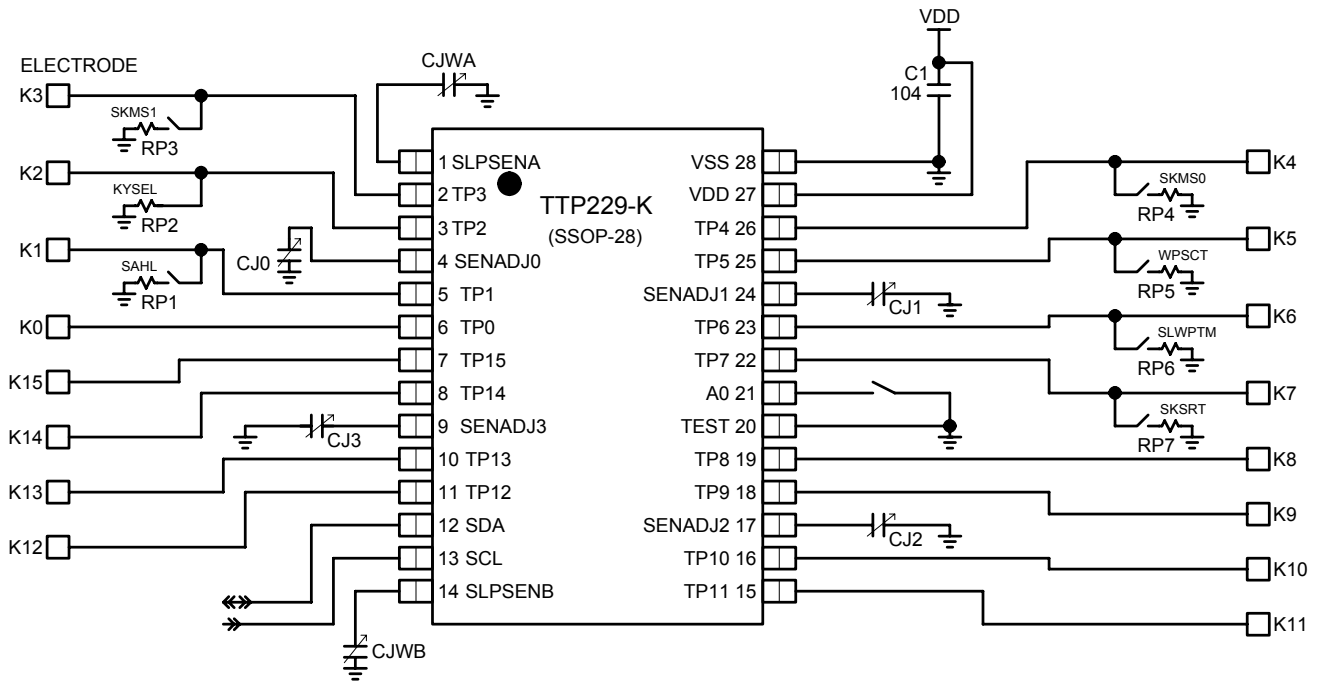 VDD
CJWA
ELECTRODE
C1
104
K3
SKMS1
RP3
1 SLPSENA
VSS 28
K4
K2
KYSEL
RP2
2 TP3
TTP229-K
(SSOP-28)
VDD 27
SKMS0
RP4
3 TP2
TP4 26
K1
SAHL
RP1
CJ0
4 SENADJ0
TP5 25
K5
WPSCT
RP5
5 TP1
SENADJ1 24
CJ1
K0
6 TP0
TP6 23
K6
SLWPTM
RP6
K15
7 TP15
TP7 22
K14
8 TP14
A0 21
K7
SKSRT
RP7
CJ3
9 SENADJ3
TEST 20
K13
10 TP13
TP8 19
K8
11 TP12
TP9 18
K9
K12
12 SDA
SENADJ2 17
CJ2
13 SCL
TP10 16
K10
14 SLPSENB
TP11 15
K11
CJWB